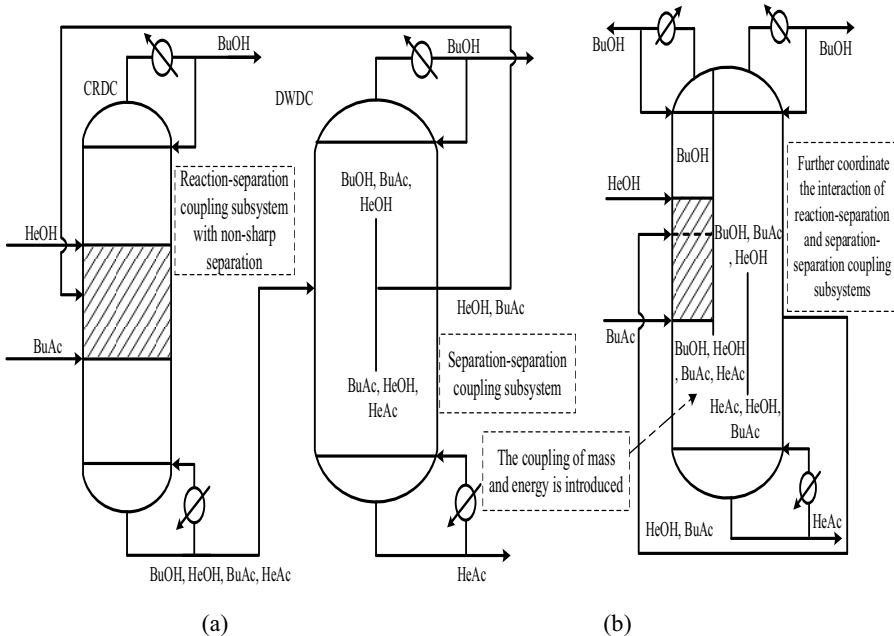 BuOH
CRDC
Reaction-separation
coupling subsystem
with non-sharp
separation
HeOH
BuAc
BuOH, HeOH, BuAc, HeAc
BuOH
DWDC
BuOH, BuAc,
HeOH
HeOH, BuAc
BuAc, HeOH,
HeAc
Separation-separation
coupling subsystem
The coupling of mass
and energy is introduced
HeAc
(a)
BuOH
BuOH
BuOH
HeOH
BuOH, BuAc
, HeOH
BuAc
BuOH, HeOH
, BuAc, HeAc
HeAc, HeOH,
BuAc
Further coordinate
the interaction of
reaction-separation
and separation-
separation coupling
subsystems
HeOH, BuAc
HeAc
(b)